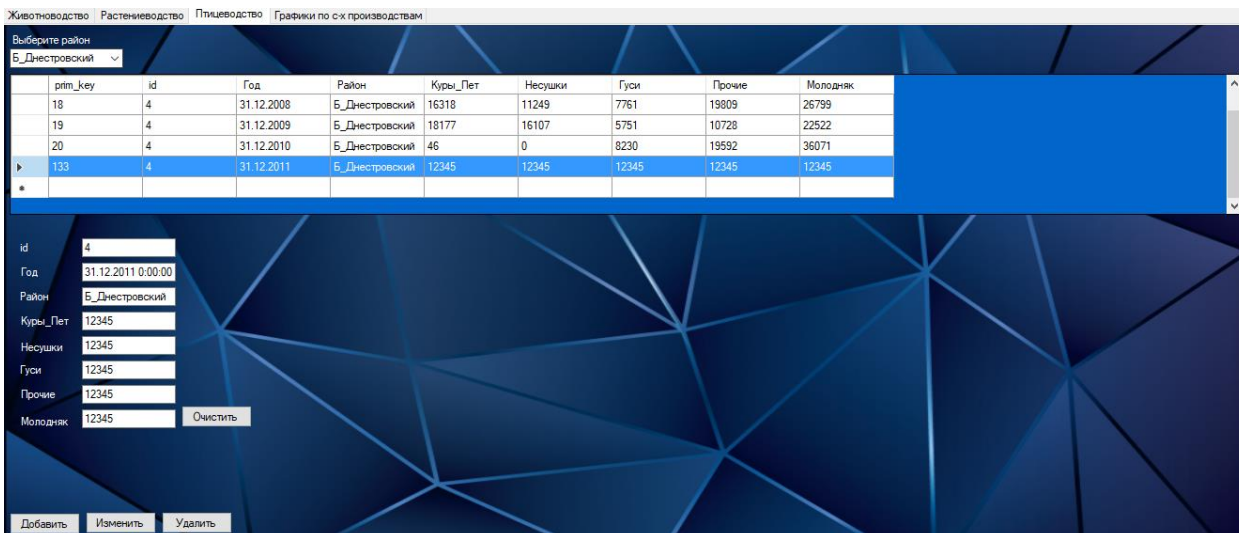 Животноводство Растениеводство Птицеводство Графики по с-х производствам
Выберите район
Б_Днестровский
prim_key id Год Район Куры_Пет Несушки Гуси Прочие Молодняк
18 4 31.12.2008 Б_Днестровский 16318 11249 7761 19809 26799
19 4 31.12.2009 Б_Днестровский 18177 16107 5751 10728 22522
20 4 31.12.2010 Б_Днестровский 46 0 8230 19592 36071
133 4 31.12.2011 Б_Днестровский 12345 12345 12345 12345 12345
id 4
Год 31.12.2011 0:00:00
Район Б_Днестровский
Куры_Пет 12345
Несушки 12345
Гуси 12345
Прочие 12345
Молодняк 12345 Очистить
Добавить Изменить Удалить